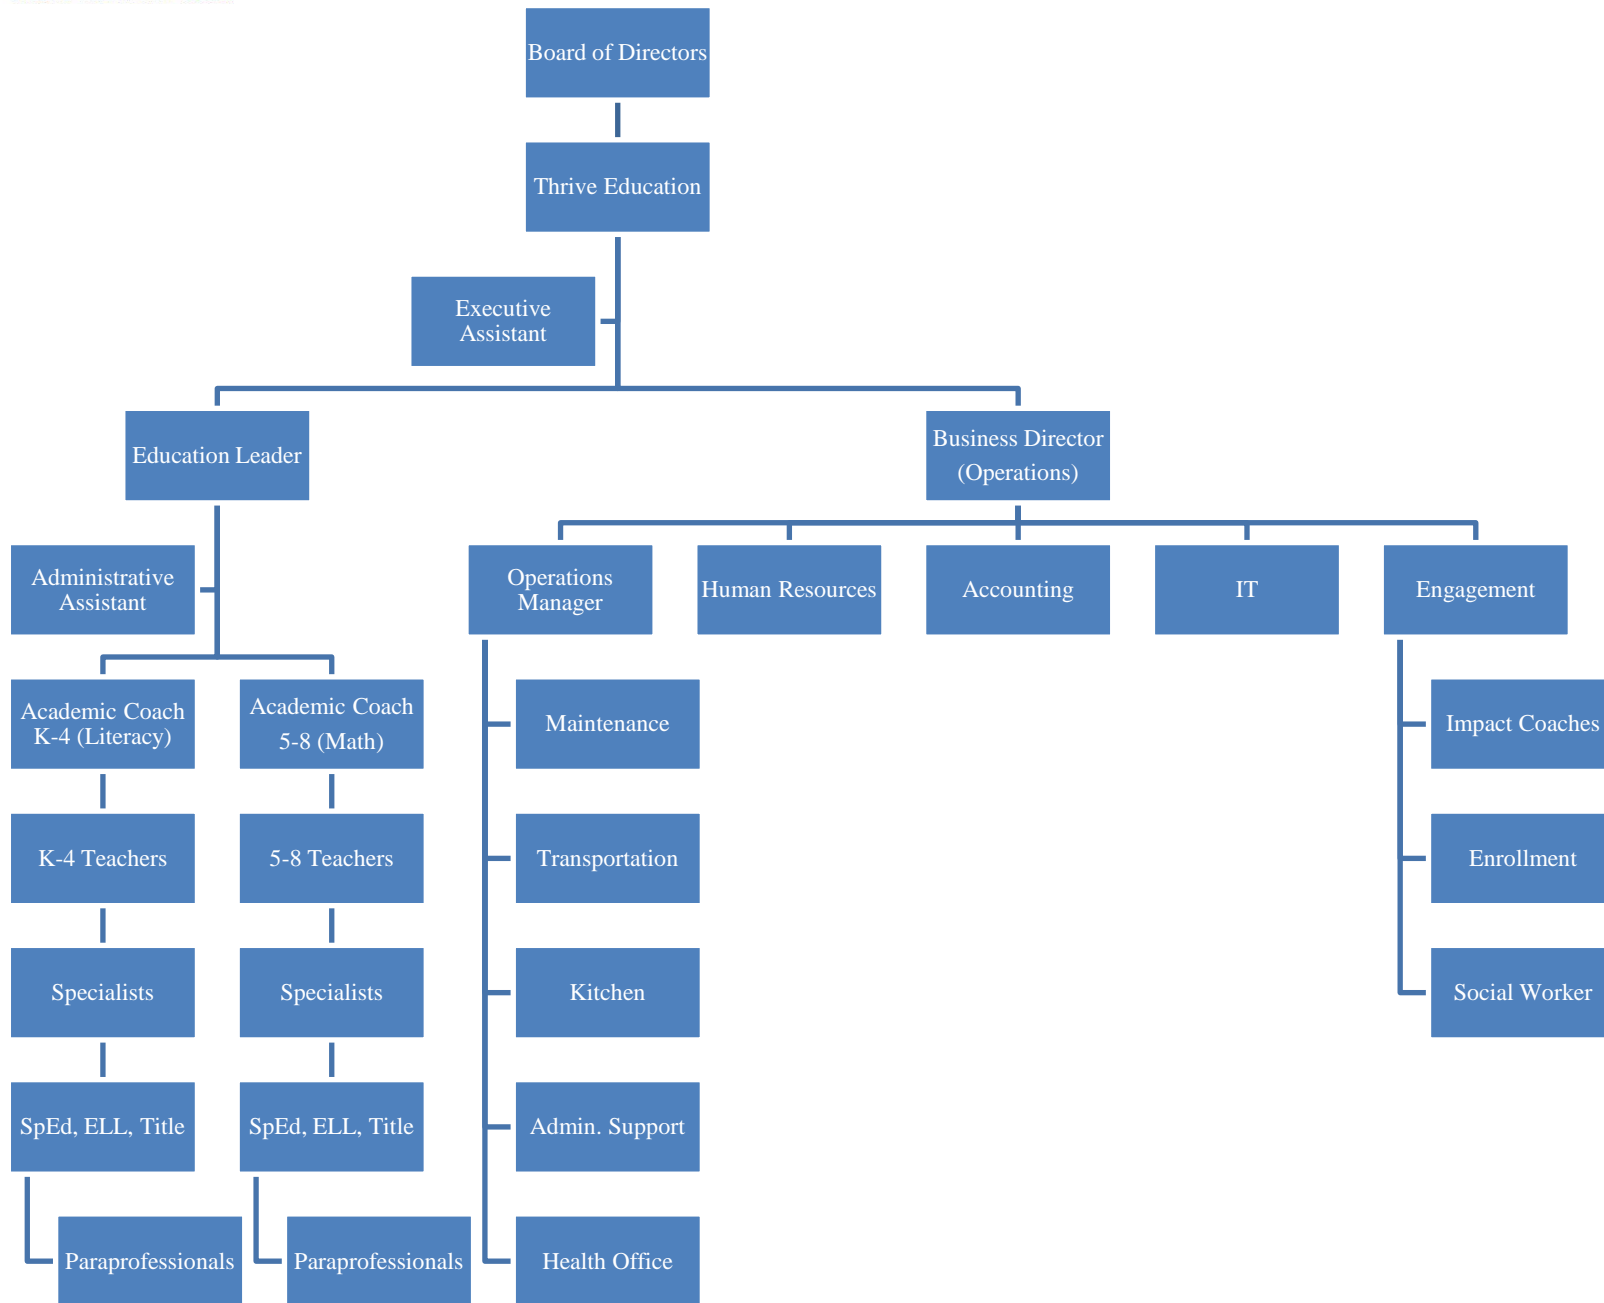 Board of Directors
Thrive Education
Executive
Assistant
Education Leader
Business Director
(Operations)
Administrative
Assistant
Operations
Manager
Human Resources
Accounting
IT
Engagement
Academic Coach
K-4 (Literacy)
Academic Coach
5-8 (Math)
Maintenance
Impact Coaches
K-4 Teachers
5-8 Teachers
Transportation
Enrollment
Specialists
Specialists
Kitchen
Social Worker
SpEd, ELL, Title
SpEd, ELL, Title
Admin. Support
Paraprofessionals
Paraprofessionals
Health Office